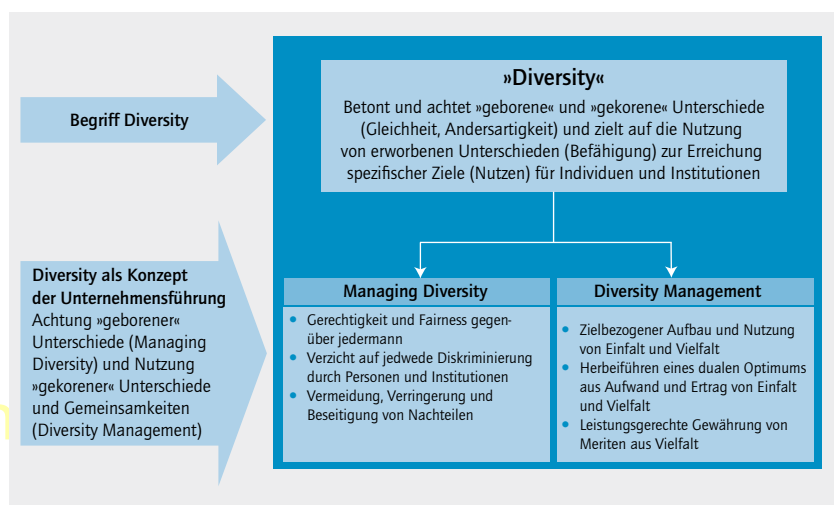 Begriff Diversity
»Diversity«
Betont und achtet »geborene« und »gekorene« Unterschiede
(Gleichheit, Andersartigkeit) und zielt auf die Nutzung
von erworbenen Unterschieden (Befähigung) zur Erreichung
spezifischer Ziele (Nutzen) für Individuen und Institutionen
Diversity als Konzept
der Unternehmensführung
Achtung »geborener«
Unterschiede (Managing
Diversity) und Nutzung
»gekorener« Unterschiede
und Gemeinsamkeiten
(Diversity Management)
Managing Diversity
• Gerechtigkeit und Fairness gegen-
über jedermann
• Verzicht auf jedwede Diskriminierung
durch Personen und Institutionen
• Vermeidung, Verringerung und
Beseitigung von Nachteilen
Diversity Management
• Zielbezogener Aufbau und Nutzung
von Einfalt und Vielfalt
• Herbeiführen eines dualen Optimums
aus Aufwand und Ertrag von Einfalt
und Vielfalt
• Leistungsgerechte Gewährung von
Meriten aus Vielfalt